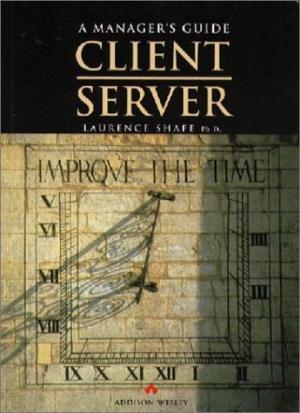 A MANAGER'S GUIDE
CLIENT
SERVER
LAURENCE SHAFE Ph.D.
IMPROVE THE TIME
V
VI
VII
VIII
IIII
III
IX X XI XII I II
ADDISON-WESLEY